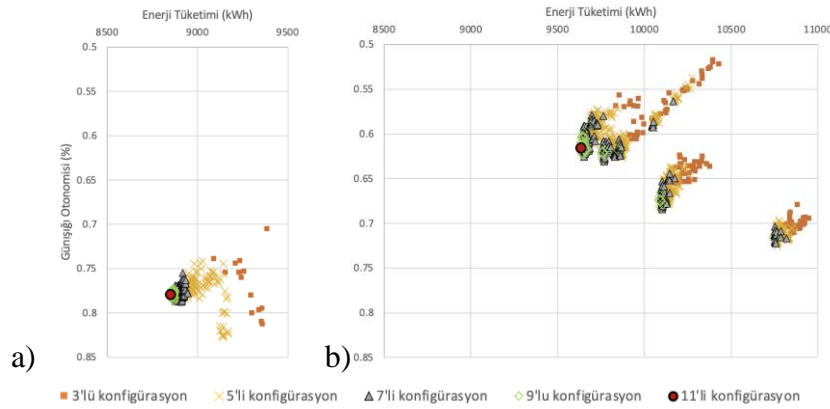 Enerji Tüketimi (kWh)
8500 9000 9500
0.5
0.55
0.6
0.65
0.7
0.75
0.8
0.85
Günışığı Otonomisi (%)
a)
Enerji Tüketimi (kWh)
8500 9000 9500 10000 10500 11000
0.5
0.55
0.6
0.65
0.7
0.75
0.8
0.85
b)
3'lü konfigürasyon 5'li konfigürasyon 7'li konfigürasyon 9'lu konfigürasyon 11'li konfigürasyon